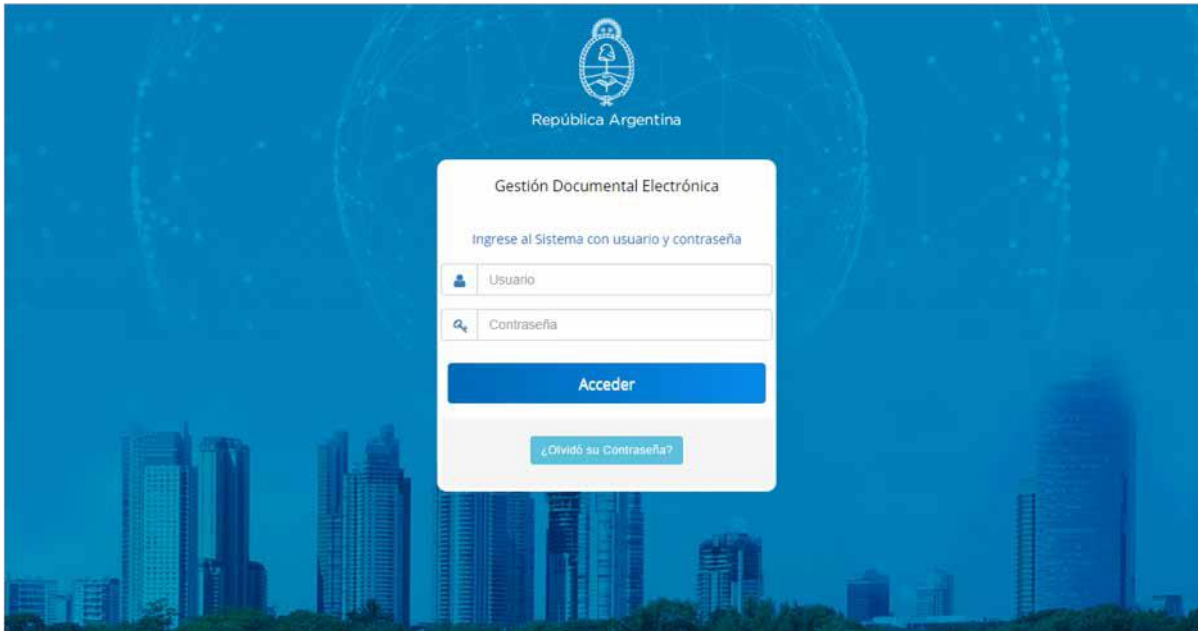 República Argentina
Gestión Documental Electrónica
Ingrese al Sistema con usuario y contraseña
Usuario
Contraseña
Acceder
¿Olvidó su Contraseña?